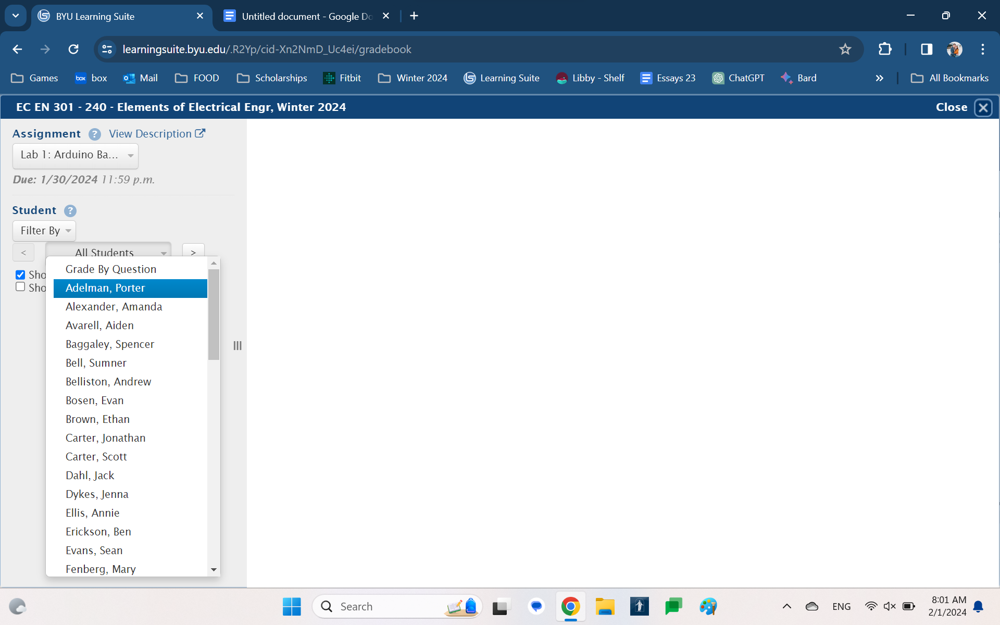 BYU Learning Suite
Untitled document - Google Do
learningsuite.byu.edu/.R2Yp/cid-Xn2NmD_Uc4ei/gradebook
Games box Mail FOOD Scholarships Fitbit Winter 2024 Learning Suite Libby - Shelf Essays 23 ChatGPT Bard » All Bookmarks
EC EN 301 - 240 - Elements of Electrical Engr, Winter 2024 Close
Assignment ? View Description
Lab 1: Arduino Ba...
Due: 1/30/2024 11:59 p.m.
Student ?
Filter By
< All Students >
Sho
Sho
Grade By Question
Adelman, Porter
Alexander, Amanda
Avarell, Aiden
Baggaley, Spencer
Bell, Sumner
Belliston, Andrew
Bosen, Evan
Brown, Ethan
Carter, Jonathan
Carter, Scott
Dahl, Jack
Dykes, Jenna
Ellis, Annie
Erickson, Ben
Evans, Sean
Fenberg, Mary
Search
ENG
8:01 AM
2/1/2024